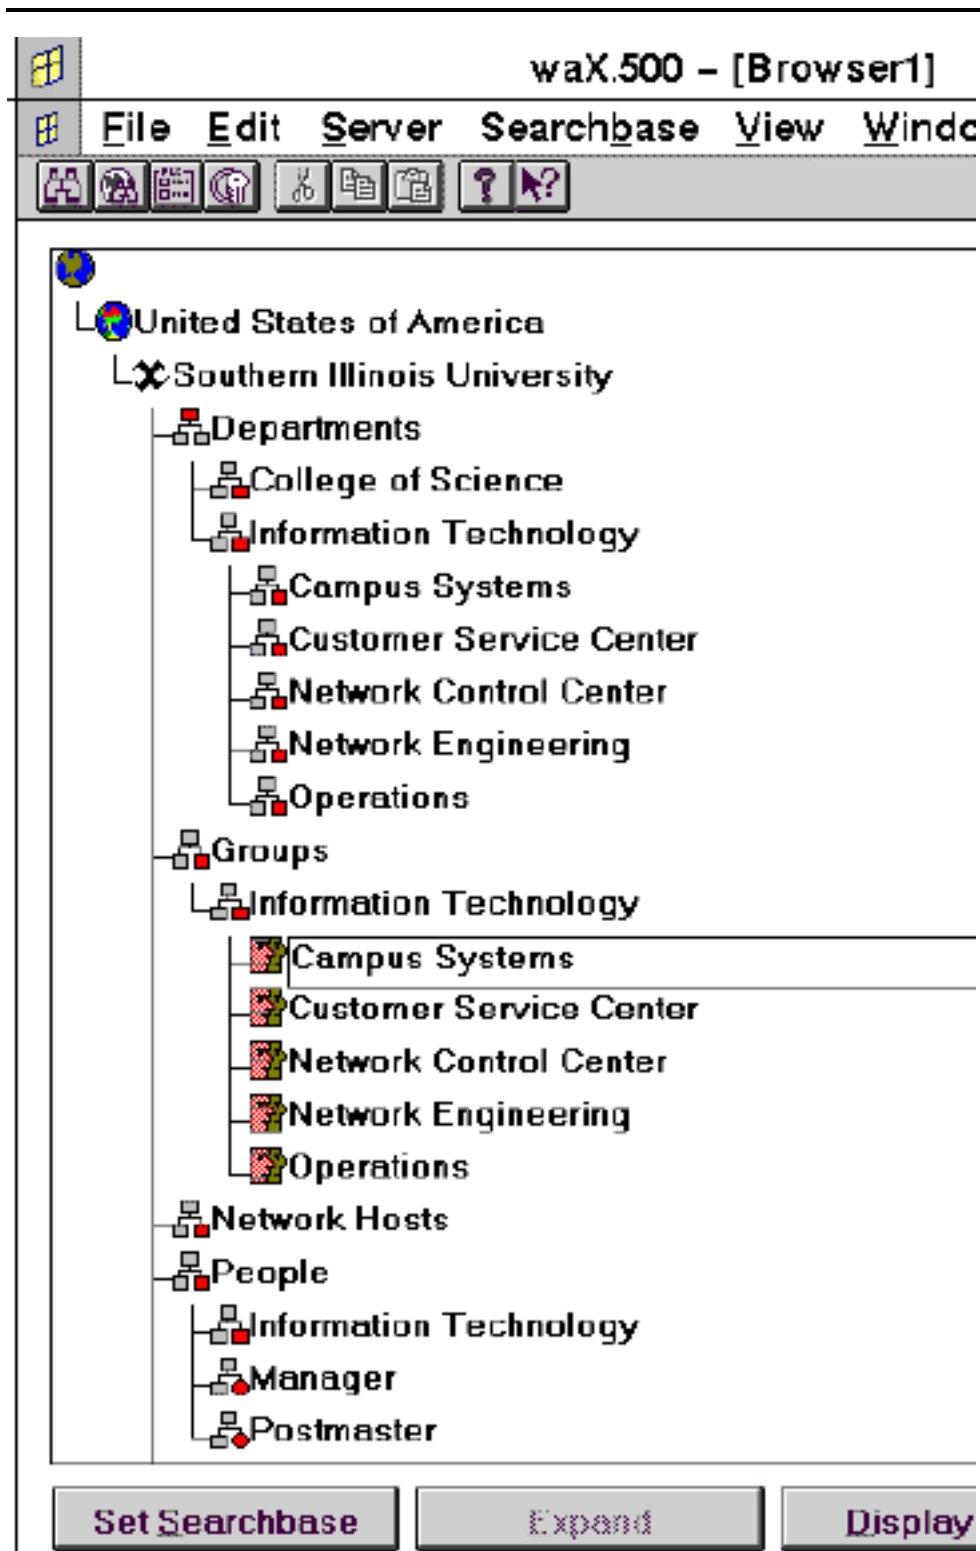 waX.500 – [Browser1]
File Edit Server Searchbase View Windo
?  ?
United States of America
Southern Illinois University
Departments
College of Science
Information Technology
Campus Systems
Customer Service Center
Network Control Center
Network Engineering
Operations
Groups
Information Technology
Campus Systems
Customer Service Center
Network Control Center
Network Engineering
Operations
Network Hosts
People
Information Technology
Manager
Postmaster
Set Searchbase Expand Display